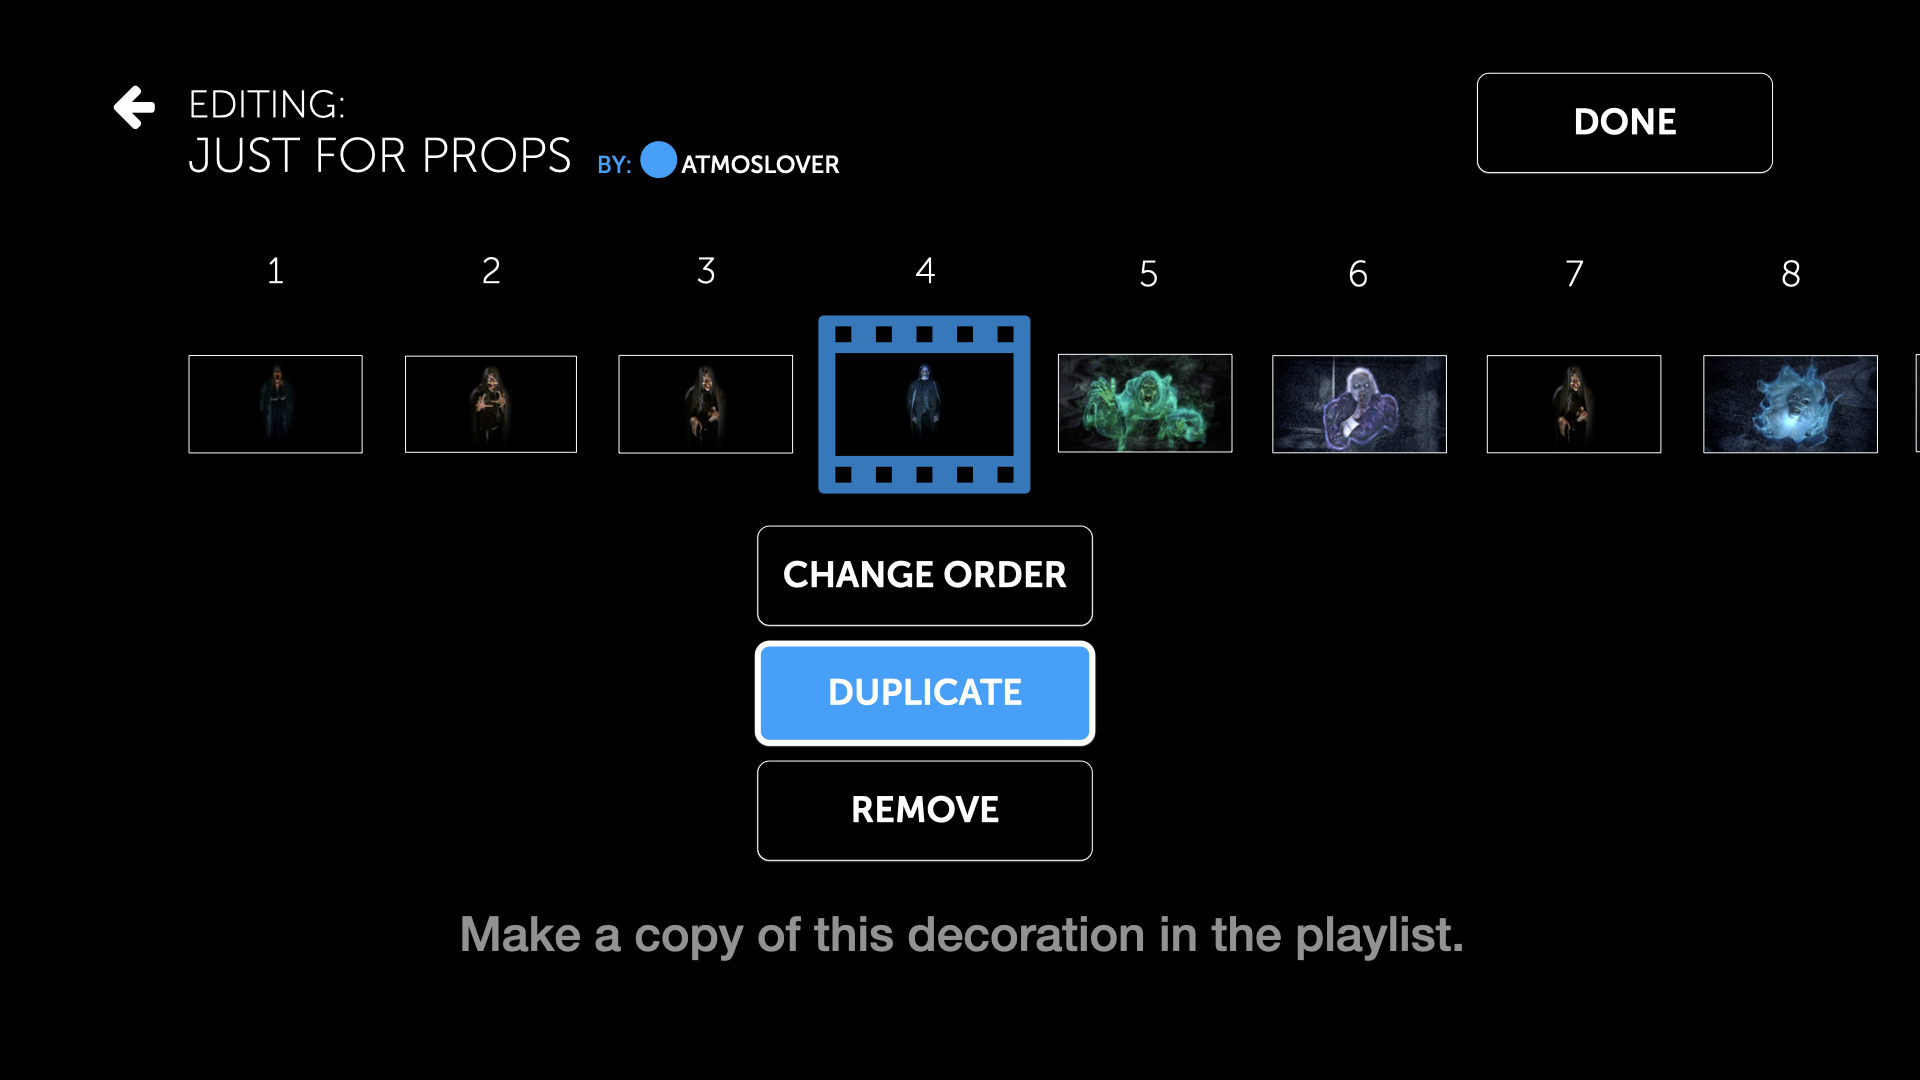 EDITING:
JUST FOR PROPS BY: ATMOSLOVER
DONE
1 2 3 4 5 6 7 8
CHANGE ORDER
DUPLICATE
REMOVE
Make a copy of this decoration in the playlist.